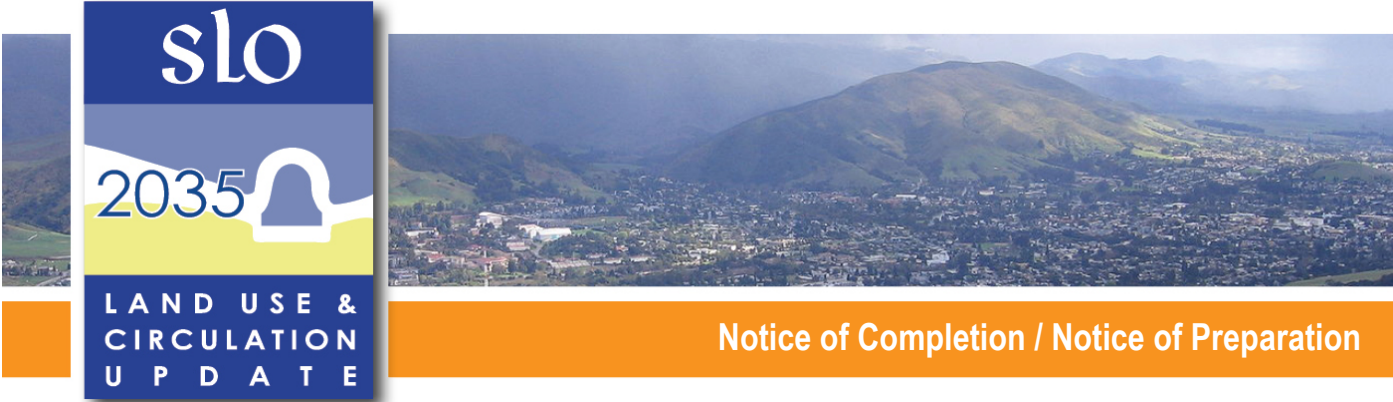 slo
2035
LAND USE &
CIRCULATION
UPDATE
Notice of Completion / Notice of Preparation